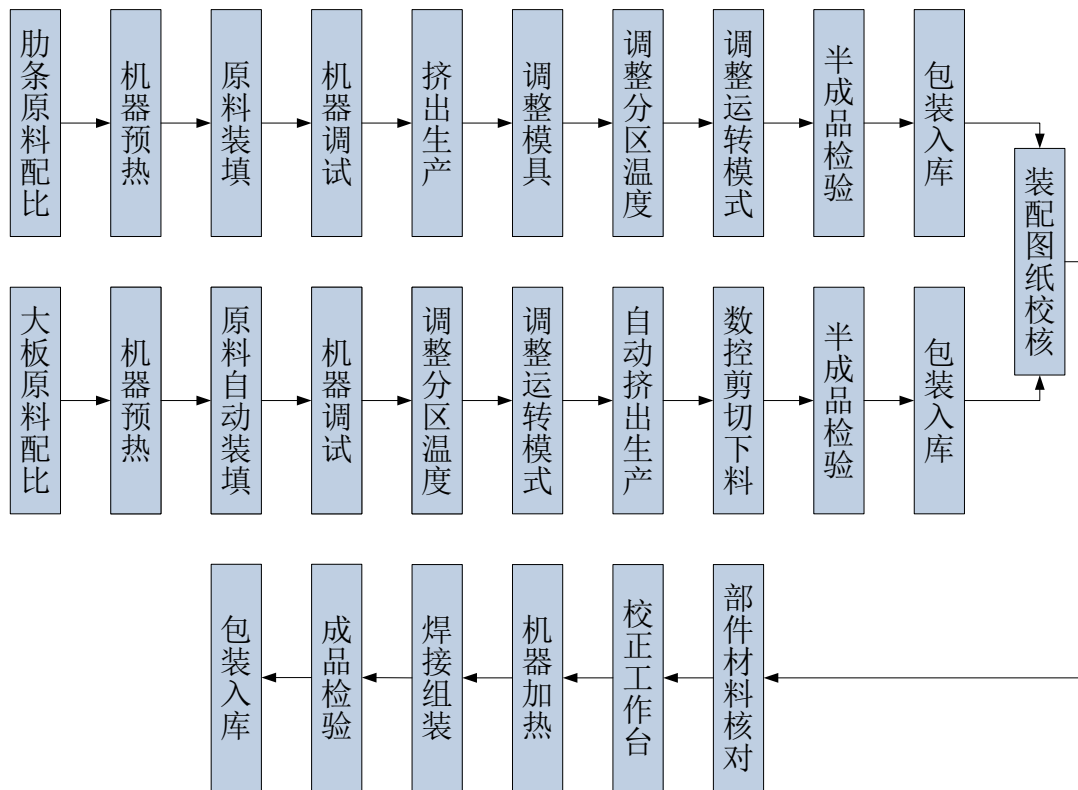 肋条原料配比
机器预热
原料装填
机器调试
挤出生产
调整模具
调整分区温度
调整运转模式
半成品检验
包装入库
装配图纸校核
大板原料配比
机器预热
原料自动装填
机器调试
调整分区温度
调整运转模式
自动挤出生产
数控剪切下料
半成品检验
包装入库
部件材料核对
校正工作台
机器加热
焊接组装
成品检验
包装入库